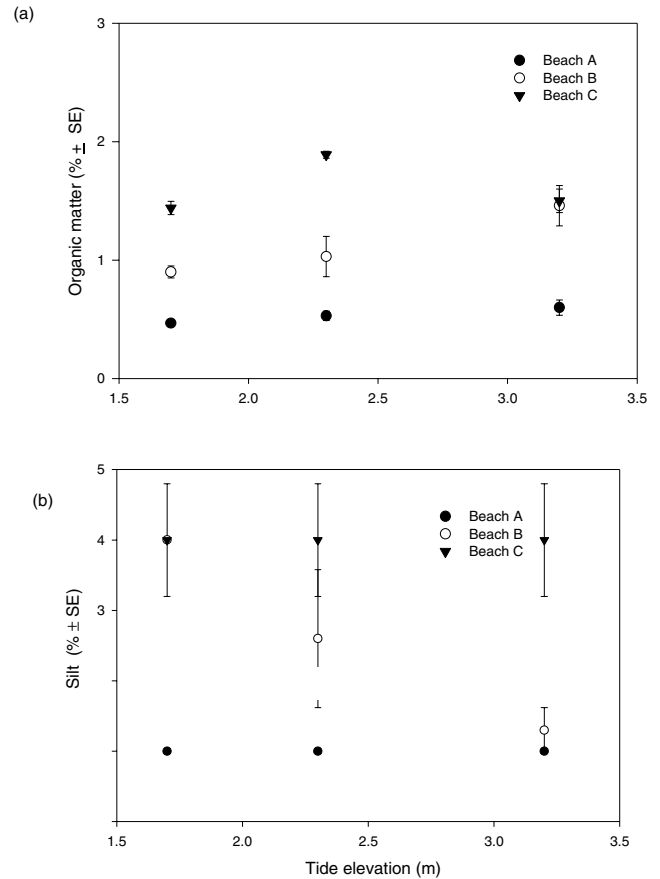 (a)
3
2
1
0
Organic matter (% ± SE)
Beach A
Beach B
Beach C
1.5 2.0 2.5 3.0 3.5
(b)
5
4
3
Silt (% ± SE)
Beach A
Beach B
Beach C
1.5 2.0 2.5 3.0 3.5
Tide elevation (m)